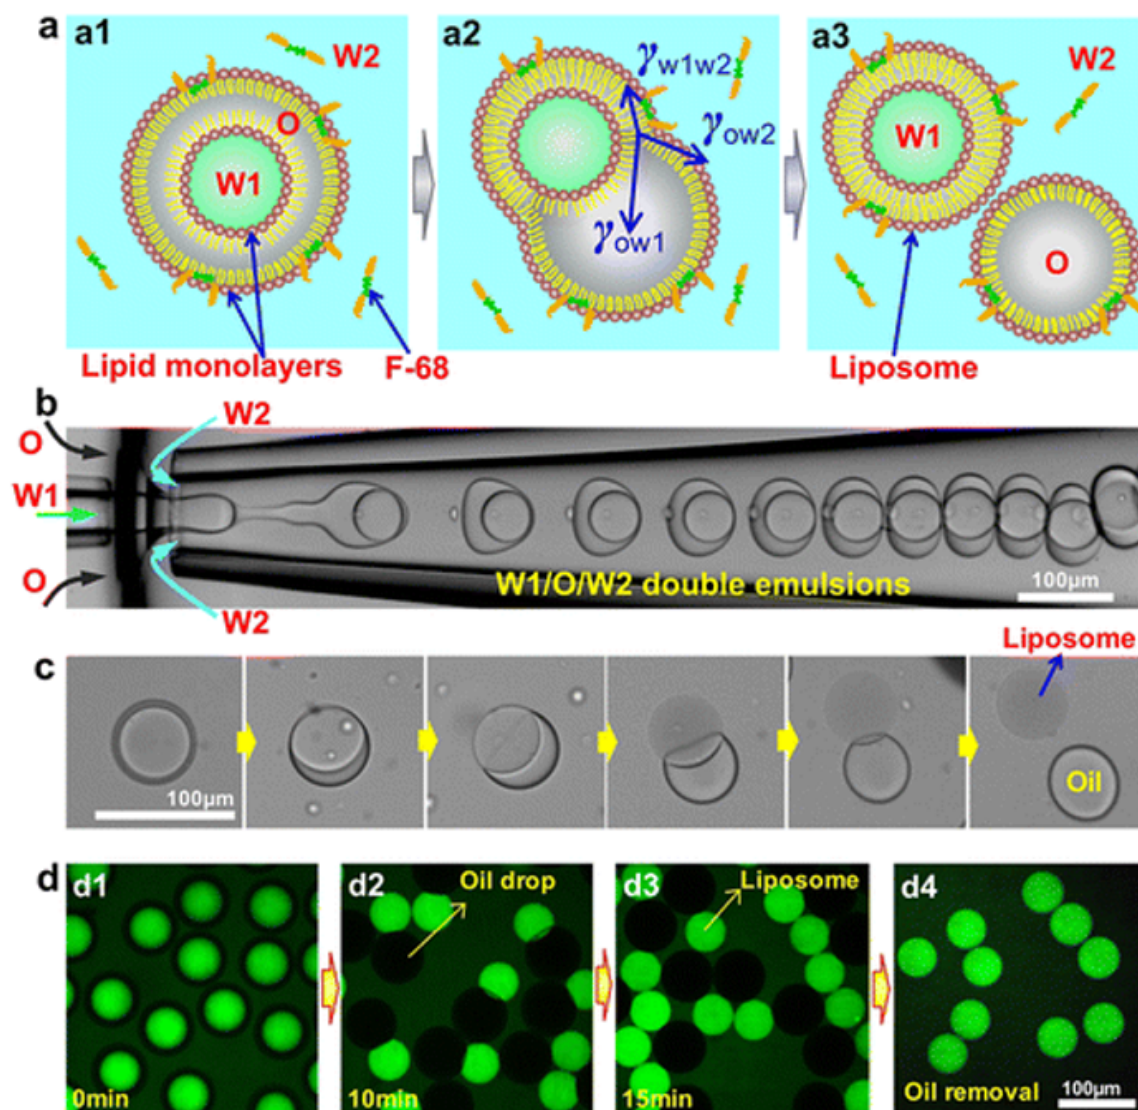 a
a1
W2
O
W1
a2
γw1w2
γow2
γow1
a3
W2
W1
O
Lipid monolayers
F-68
Liposome
b
W2
O
W1
O
W2
W1/O/W2 double emulsions
100µm
c
Liposome
100µm
Oil
d
d1
0min
d2
Oil drop
10min
d3
Liposome
15min
d4
Oil removal
100µm